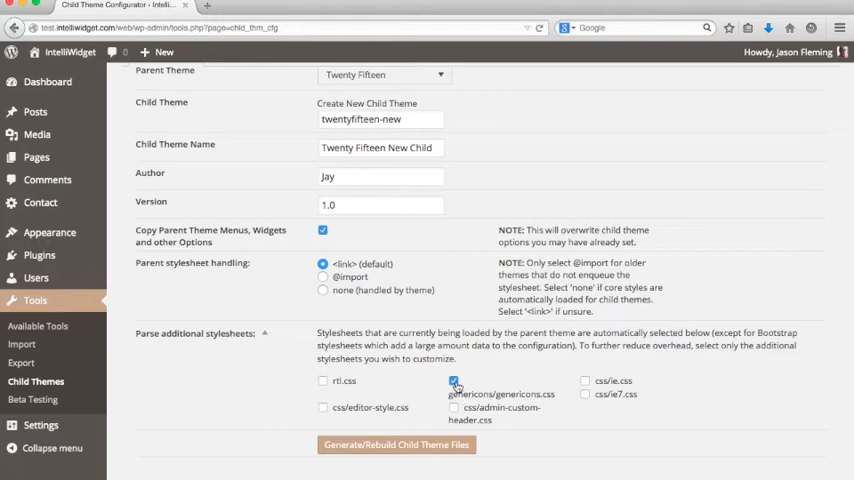 Child Theme Configurator | Intelli...
test.intelliwidget.com/web/wp-admin/tools.php?page=chld_thm_cfg
Google
IntelliWidget
0
New
Howdy, Jason Fleming
Dashboard
Posts
Media
Pages
Comments
Contact
Appearance
Plugins
Users
Tools
Available Tools
Import
Export
Child Themes
Beta Testing
Settings
Collapse menu
Parent Theme
Twenty Fifteen
Child Theme
Create New Child Theme
twentyfifteen-new
Child Theme Name
Twenty Fifteen New Child
Author
Jay
Version
1.0
Copy Parent Theme Menus, Widgets
and other Options
NOTE: This will overwrite child theme
options you may have already set.
Parent stylesheet handling:
<link> (default)
@import
none (handled by theme)
NOTE: Only select @import for older
themes that do not enqueue the
stylesheet. Select 'none' if core styles are
automatically loaded for child themes.
Select '<link>' if unsure.
Parse additional stylesheets:
Stylesheets that are currently being loaded by the parent theme are automatically selected below (except for Bootstrap
stylesheets which add a large amount data to the configuration). To further reduce overhead, select only the additional
stylesheets you wish to customize.
rtl.css
genericons/genericons.css
css/ie.css
css/ie7.css
css/editor-style.css
css/admin-custom-
header.css
Generate/Rebuild Child Theme Files